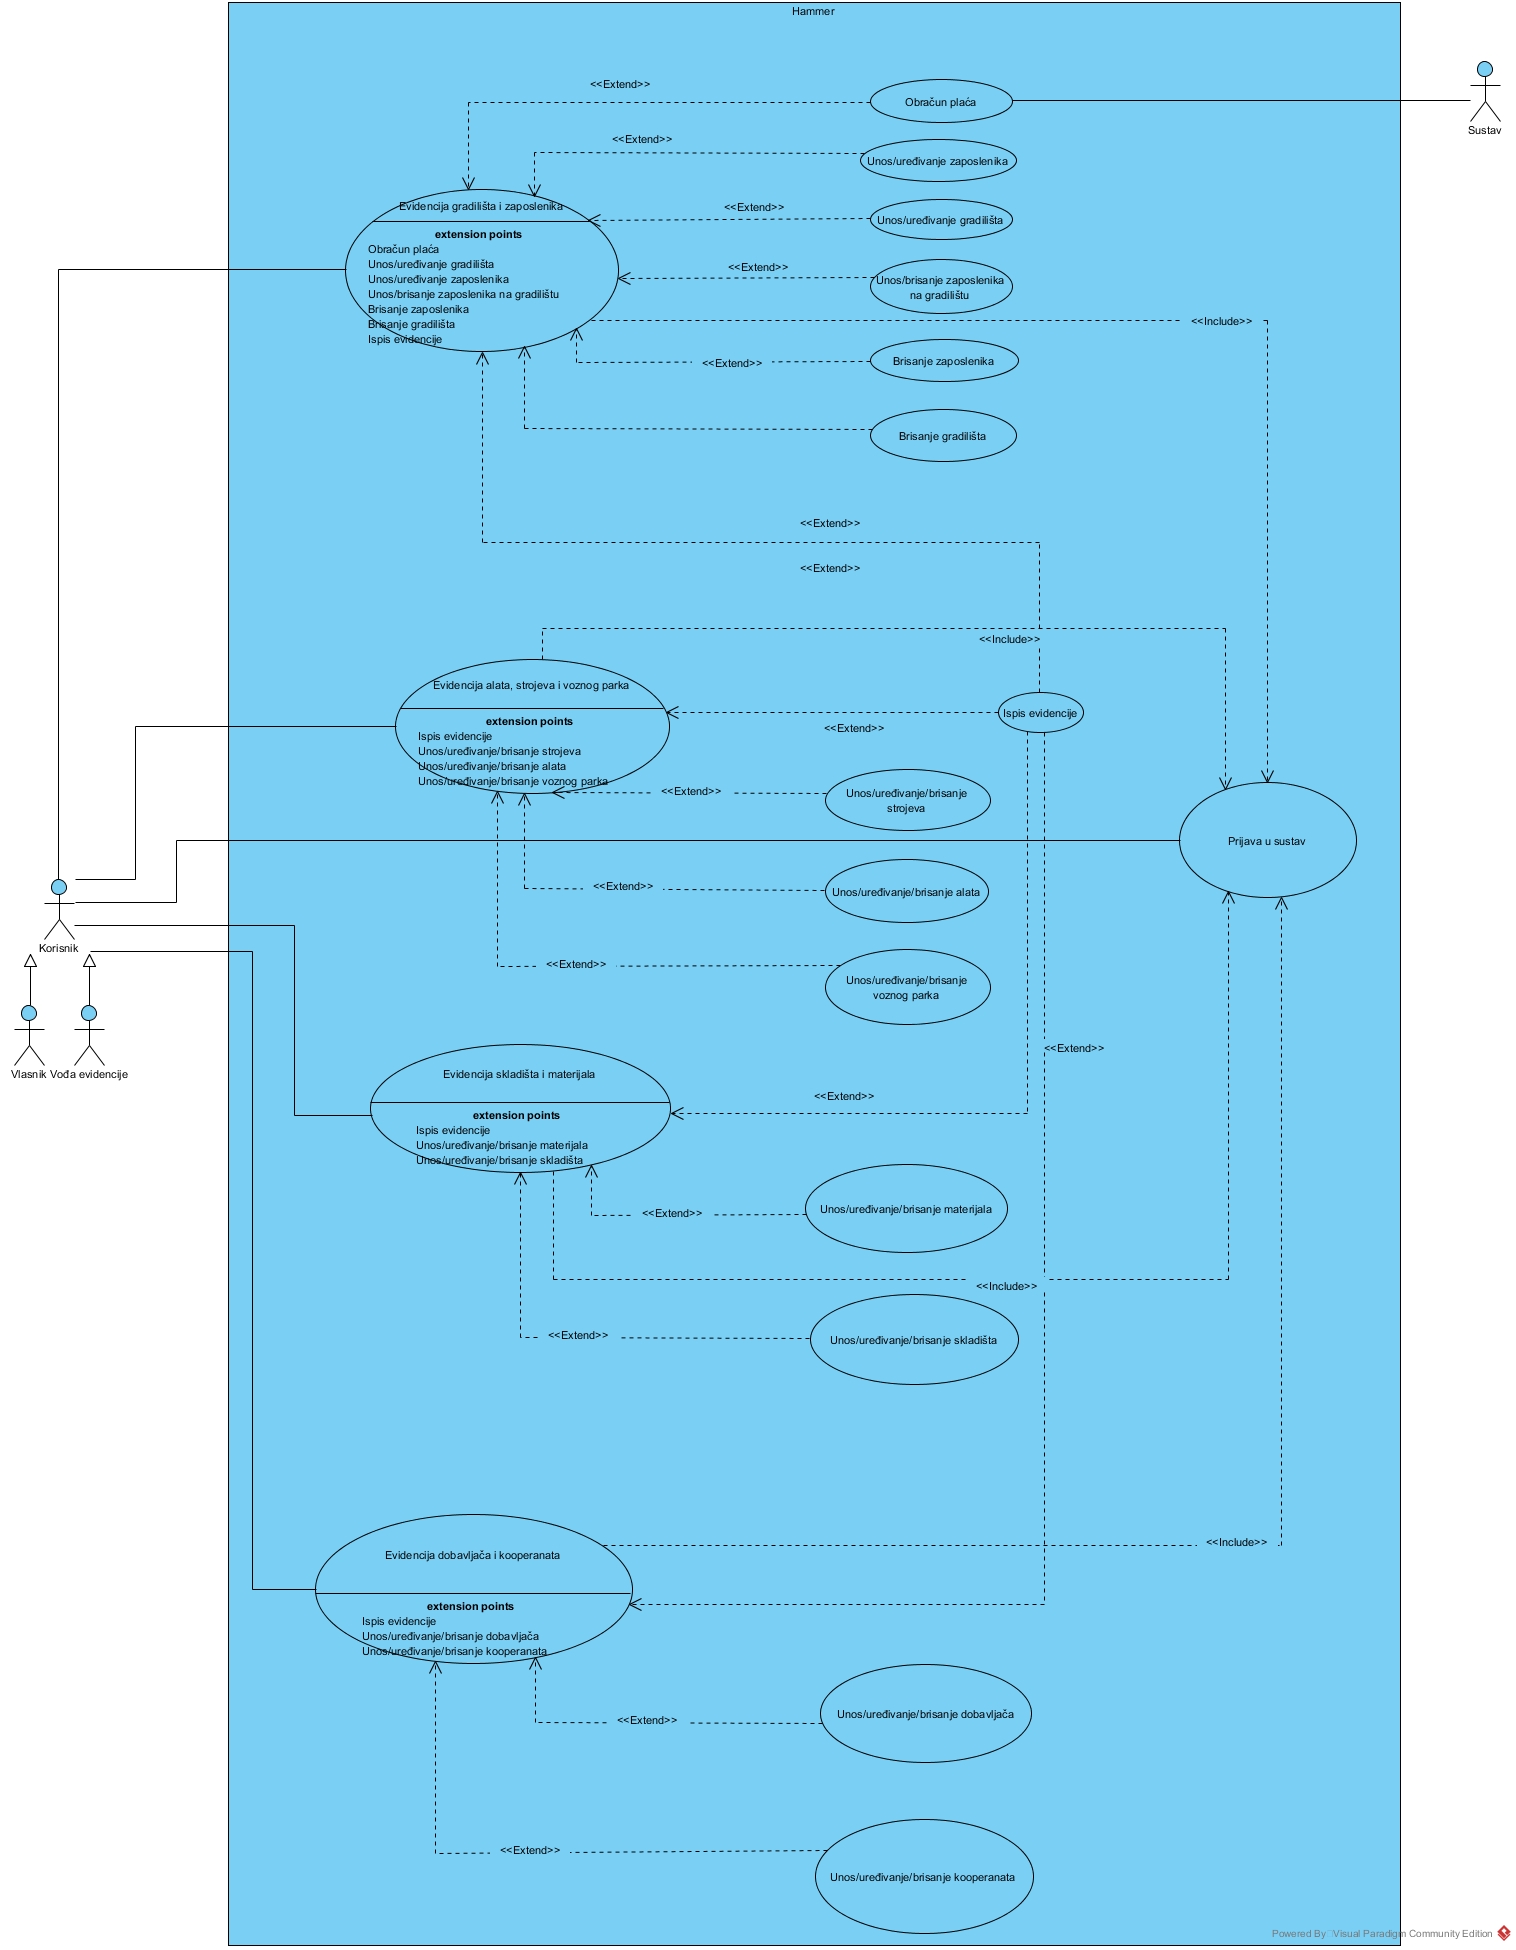 Hammer
<<Extend>>
Obračun plaća
Sustav
<<Extend>>
Unos/uređivanje zaposlenika
Evidencija gradilišta i zaposlenika
<<Extend>>
Unos/uređivanje gradilišta
extension points
Obračun plaća
Unos/uređivanje gradilišta
Unos/uređivanje zaposlenika
Unos/brisanje zaposlenika na gradilištu
Brisanje zaposlenika
Brisanje gradilišta
Ispis evidencije
<<Extend>>
Unos/brisanje zaposlenika
na gradilištu
<<Include>>
<<Extend>>
Brisanje zaposlenika
Brisanje gradilišta
<<Extend>>
<<Extend>>
<<Include>>
Evidencija alata, strojeva i voznog parka
extension points
Ispis evidencije
Unos/uređivanje/brisanje strojeva
Unos/uređivanje/brisanje alata
Unos/uređivanje/brisanje voznog parka
Ispis evidencije
<<Extend>>
<<Extend>>
Unos/uređivanje/brisanje
strojeva
Prijava u sustav
<<Extend>>
Unos/uređivanje/brisanje alata
Korisnik
<<Extend>>
Unos/uređivanje/brisanje
voznog parka
Vlasnik
Vođa evidencije
<<Extend>>
Evidencija skladišta i materijala
<<Extend>>
extension points
Ispis evidencije
Unos/uređivanje/brisanje materijala
Unos/uređivanje/brisanje skladišta
<<Extend>>
Unos/uređivanje/brisanje materijala
<<Include>>
<<Extend>>
Unos/uređivanje/brisanje skladišta
<<Include>>
Evidencija dobavljača i kooperanata
extension points
Ispis evidencije
Unos/uređivanje/brisanje dobavljača
Unos/uređivanje/brisanje kooperanata
<<Extend>>
Unos/uređivanje/brisanje dobavljača
<<Extend>>
Unos/uređivanje/brisanje kooperanata
Powered By Visual Paradigm Community Edition